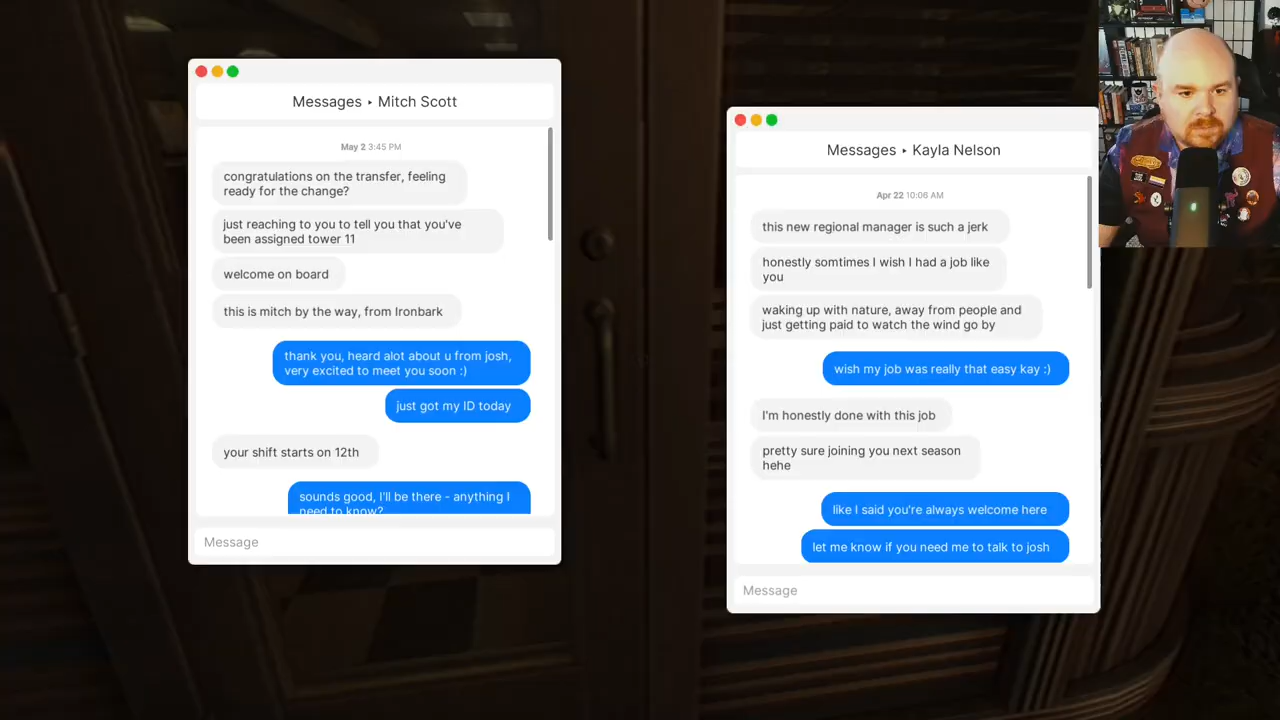 Messages ▸ Mitch Scott
May 2 3:45 PM
congratulations on the transfer, feeling
ready for the change?
just reaching to you to tell you that you've
been assigned tower 11
welcome on board
this is mitch by the way, from Ironbark
thank you, heard alot about u from josh,
very excited to meet you soon :)
just got my ID today
your shift starts on 12th
sounds good, I'll be there - anything I
need to know?
Message
Messages ▸ Kayla Nelson
Apr 22 10:06 AM
this new regional manager is such a jerk
honestly somtimes I wish I had a job like
you
waking up with nature, away from people and
just getting paid to watch the wind go by
wish my job was really that easy kay :)
I'm honestly done with this job
pretty sure joining you next season
hehe
like I said you're always welcome here
let me know if you need me to talk to josh
Message